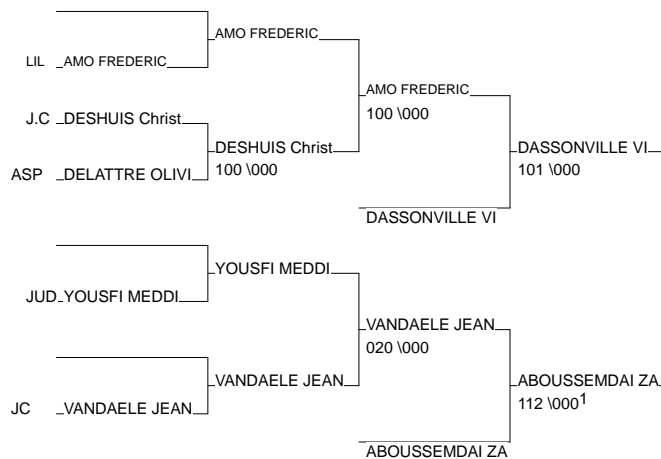 AMO FREDERIC
LIL AMO FREDERIC
AMO FREDERIC
100 \000
J.C DESHUIS Christ
DESHUIS Christ
100 \000
DASSONVILLE VI
101 \000
ASP DELATTRE OLIVI
DASSONVILLE VI
YOUSFI MEDDI
JUD YOUSFI MEDDI
VANDAELE JEAN
020 \000
VANDAELE JEAN
ABOUSSEMDAI ZA
112 \000 1
JC VANDAELE JEAN
ABOUSSEMDAI ZA